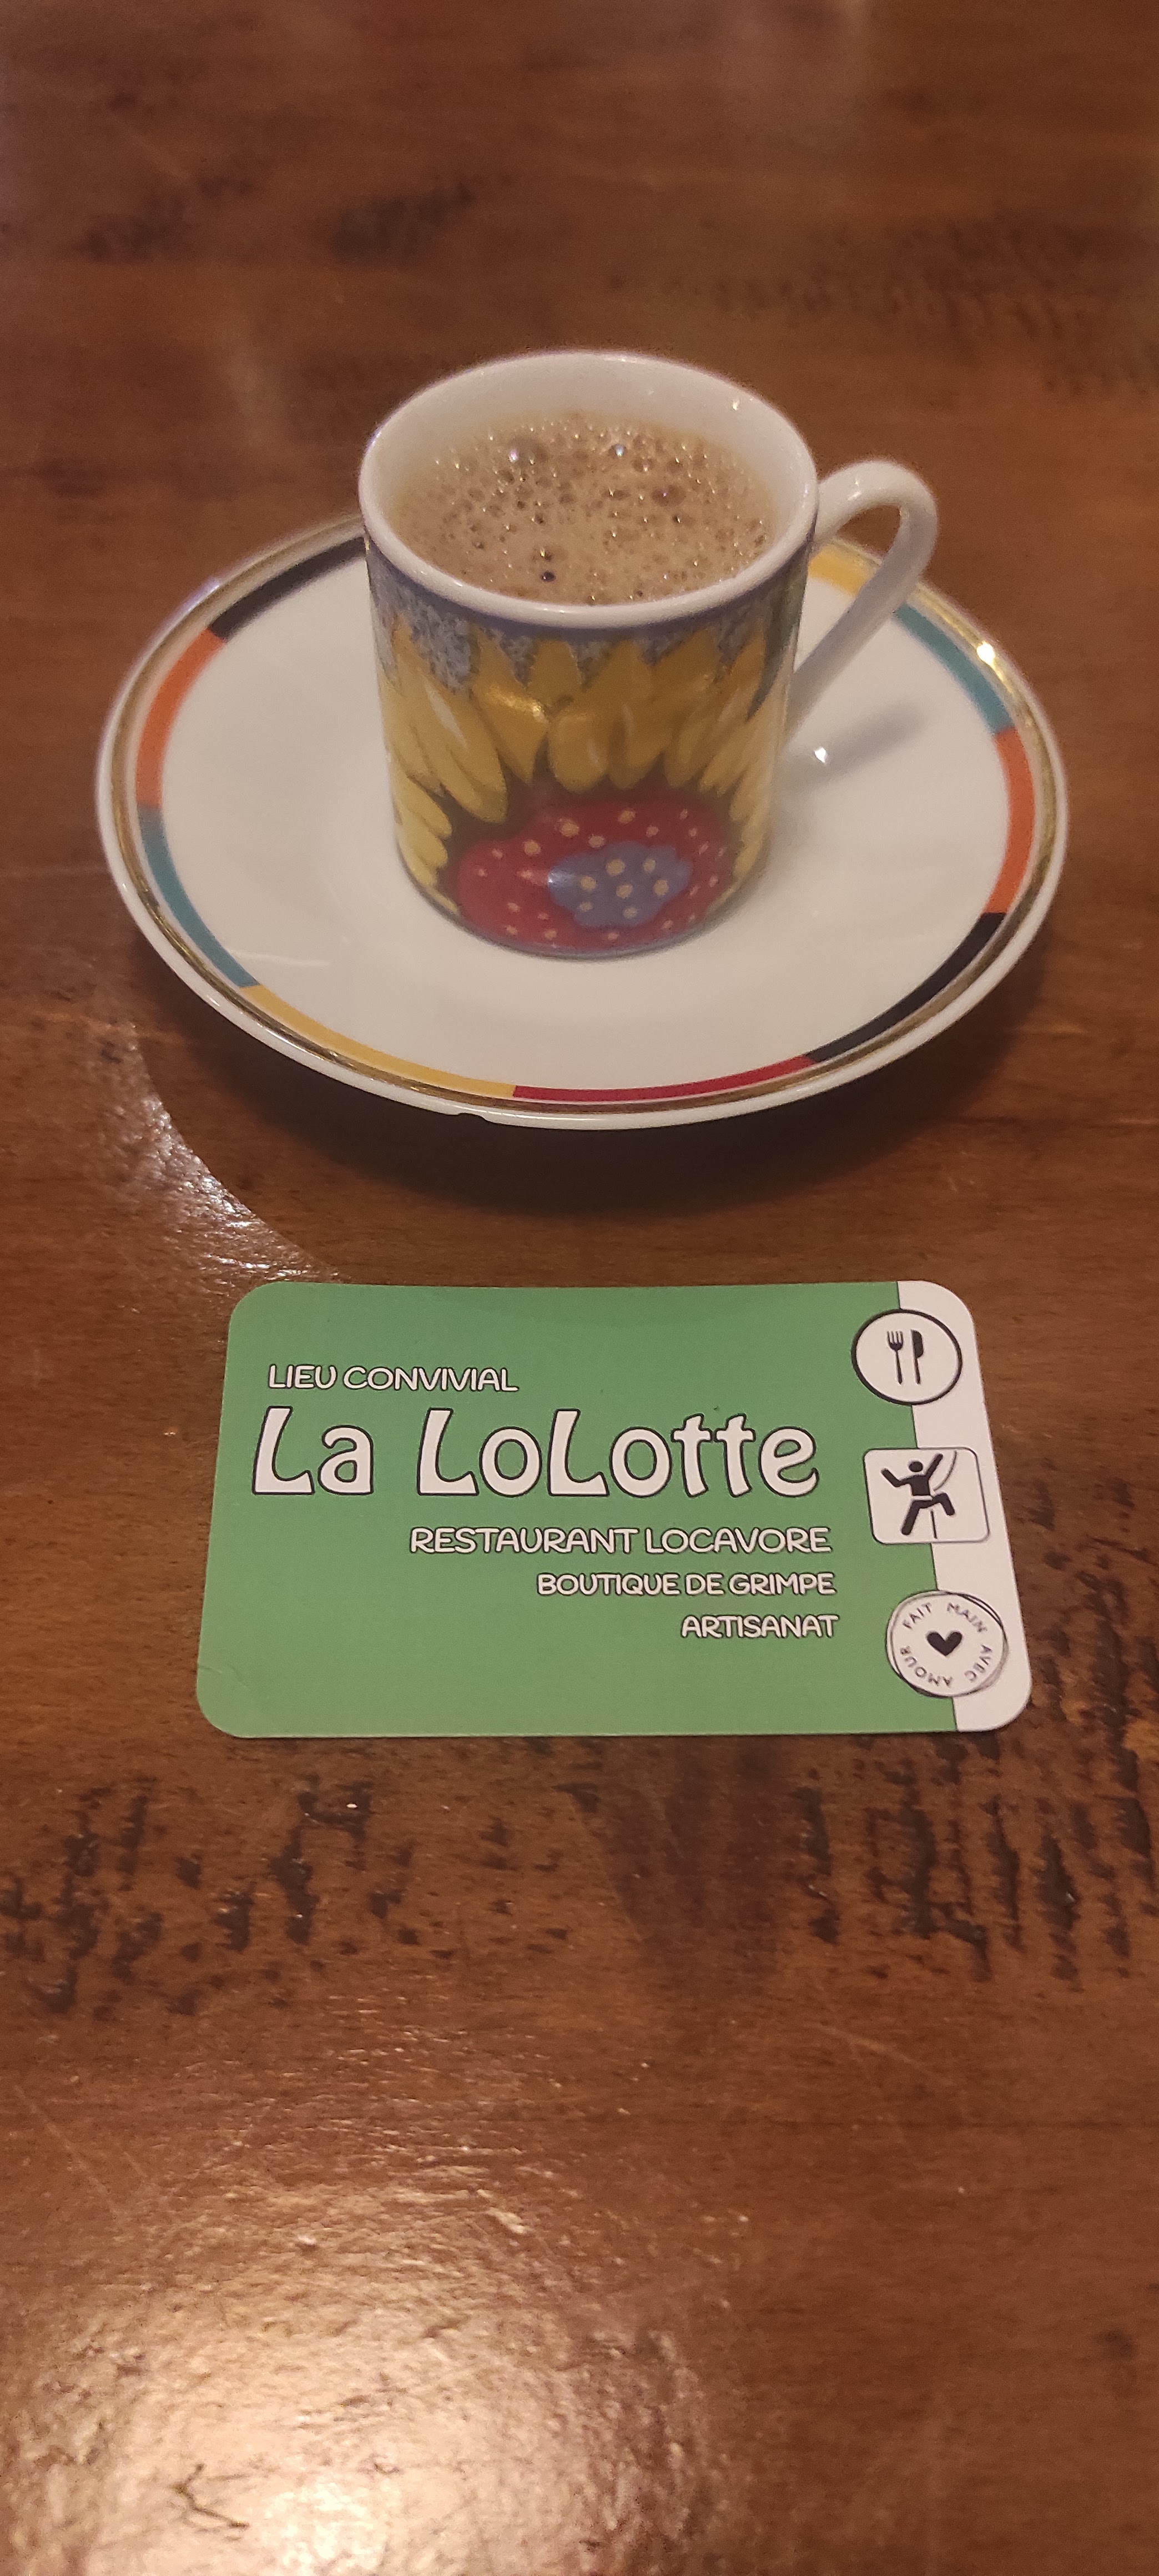 LIEU CONVIVIAL
La LoLotte
RESTAURANT LOCAVORE
BOUTIQUE DE GRIMPE
ARTISANAT
FAIT MAIN AVEC AMOUR